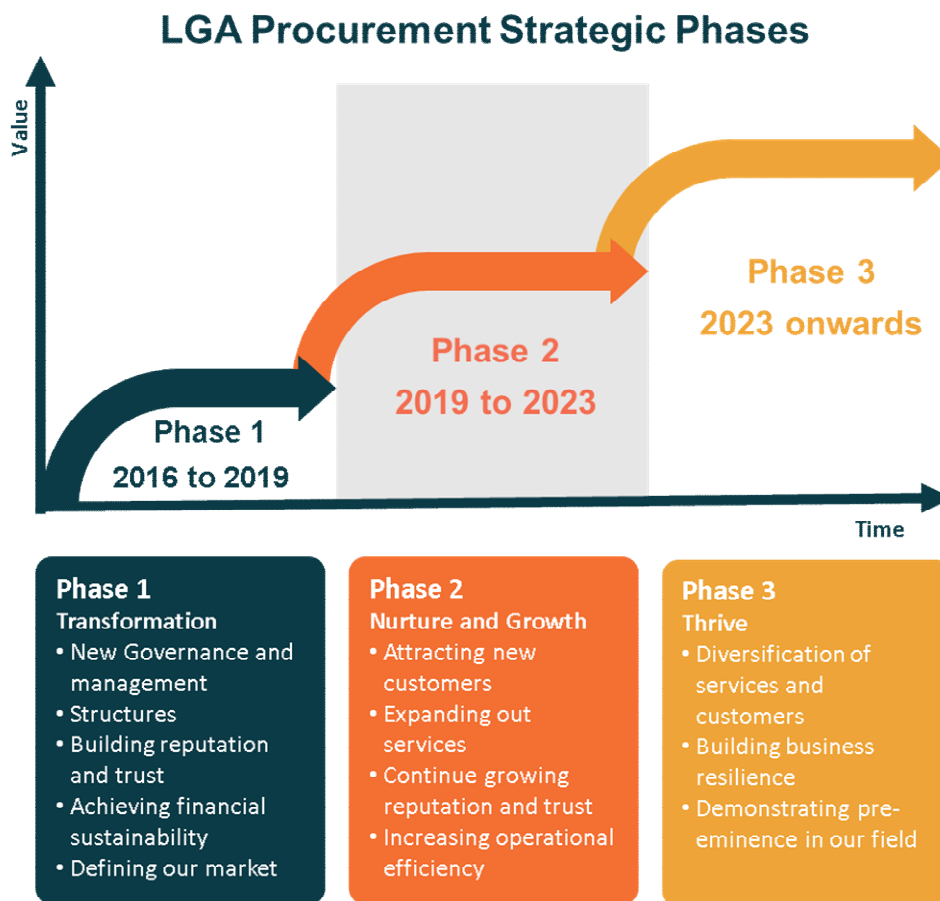 LGA Procurement Strategic Phases
Value
Phase 1
2016 to 2019
Phase 2
2019 to 2023
Phase 3
2023 onwards
Time
Phase 1
Transformation
• New Governance and
management
• Structures
• Building reputation
and trust
• Achieving financial
sustainability
• Defining our market
Phase 2
Nurture and Growth
• Attracting new
customers
• Expanding out
services
• Continue growing
reputation and trust
• Increasing operational
efficiency
Phase 3
Thrive
• Diversification of
services and
customers
• Building business
resilience
• Demonstrating pre-
eminence in our field